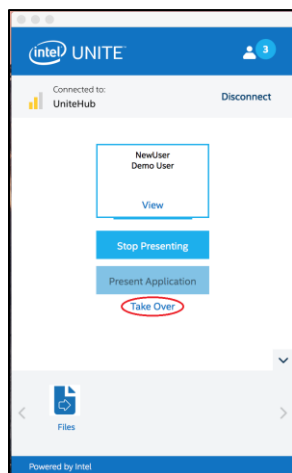 intel UNITE™
3
Connected to:
UniteHub
Disconnect
NewUser
Demo User
View
Stop Presenting
Present Application
Take Over
Files
Powered by Intel